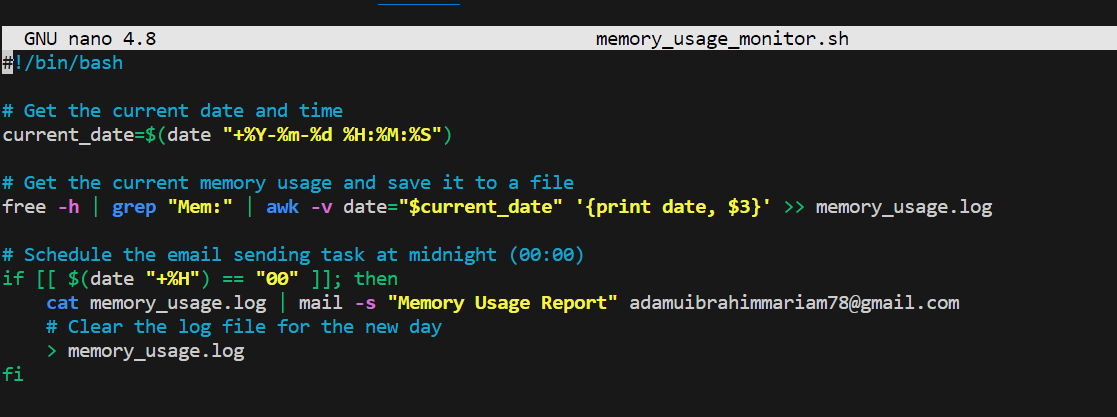 GNU nano 4.8 memory_usage_monitor.sh
#!/bin/bash
# Get the current date and time
current_date=$(date "+%Y-%m-%d %H:%M:%S")
# Get the current memory usage and save it to a file
free -h | grep "Mem:" | awk -v date="$current_date" '{print date, $3}' >> memory_usage.log
# Schedule the email sending task at midnight (00:00)
if [[ $(date "+%H") == "00" ]]; then
    cat memory_usage.log | mail -s "Memory Usage Report" adamuibrahimmariam78@gmail.com
    # Clear the log file for the new day
    > memory_usage.log
fi